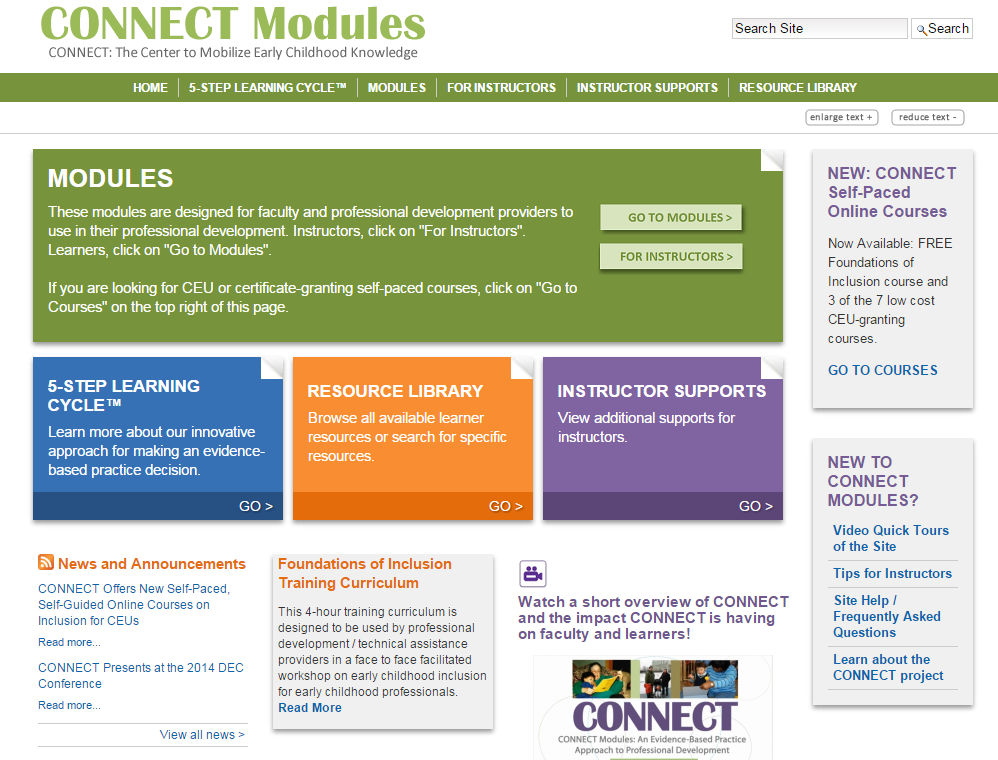 CONNECT Modules
CONNECT: The Center to Mobilize Early Childhood Knowledge
Search Site
Search
HOME
5-STEP LEARNING CYCLE™
MODULES
FOR INSTRUCTORS
INSTRUCTOR SUPPORTS
RESOURCE LIBRARY
enlarge text +
reduce text -
MODULES
These modules are designed for faculty and professional development providers to
use in their professional development. Instructors, click on "For Instructors".
Learners, click on "Go to Modules".
If you are looking for CEU or certificate-granting self-paced courses, click on "Go to
Courses" on the top right of this page.
GO TO MODULES >
FOR INSTRUCTORS >
NEW: CONNECT
Self-Paced
Online Courses
Now Available: FREE
Foundations of
Inclusion course and
3 of the 7 low cost
CEU-granting
courses.
GO TO COURSES
5-STEP LEARNING
CYCLE™
Learn more about our innovative
approach for making an evidence-
based practice decision.
GO >
RESOURCE LIBRARY
Browse all available learner
resources or search for specific
resources.
GO >
INSTRUCTOR SUPPORTS
View additional supports for
instructors.
GO >
NEW TO
CONNECT
MODULES?
Video Quick Tours
of the Site
Tips for Instructors
Site Help /
Frequently Asked
Questions
Learn about the
CONNECT project
News and Announcements
CONNECT Offers New Self-Paced,
Self-Guided Online Courses on
Inclusion for CEUs
Read more...
CONNECT Presents at the 2014 DEC
Conference
Read more...
View all news >
Foundations of Inclusion
Training Curriculum
This 4-hour training curriculum is
designed to be used by professional
development / technical assistance
providers in a face to face facilitated
workshop on early childhood inclusion
for early childhood professionals.
Read More
Watch a short overview of CONNECT
and the impact CONNECT is having
on faculty and learners!
CONNECT
CONNECT Modules: An Evidence-Based Practice
Approach to Professional Development